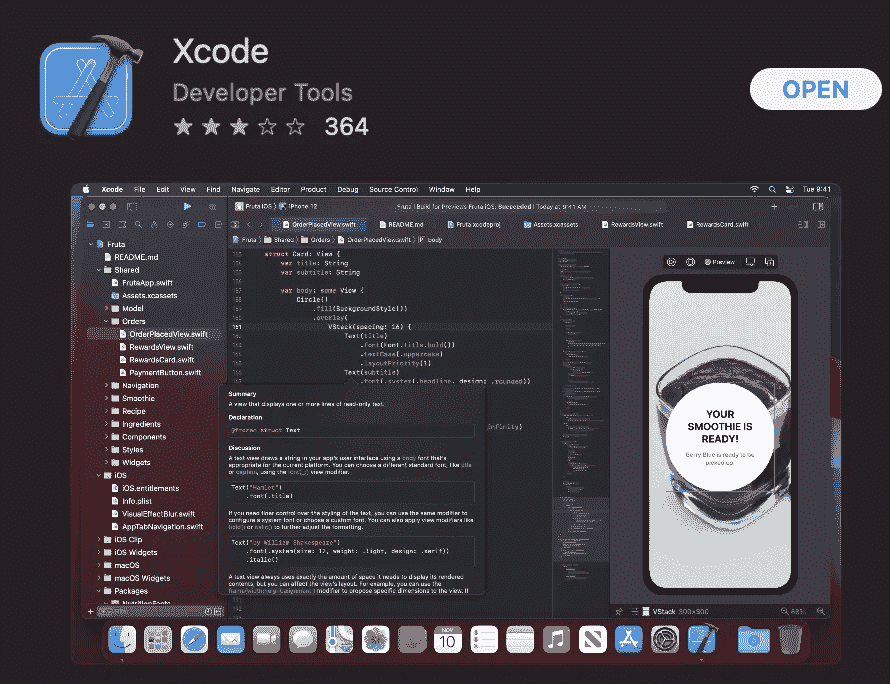 Xcode
Developer Tools
364
OPEN
Xcode File Edit View Find Navigate Editor Product Debug Source Control Window Help
Tue 9:41
Fruta iOS iPhone 12
Fruta | Build for Previews Fruta iOS: Succeeded | Today at 9:41 AM
OrderPlacedView.swift README.md Fruta.xcodeproj Assets.xcassets RewardsView.swift RewardsCard.swift
Fruta Shared Orders OrderPlacedView.swift body
Fruta
README.md
Shared
FrutaApp.swift
Assets.xcassets
Model
Orders
OrderPlacedView.swift
RewardsView.swift
RewardsCard.swift
PaymentButton.swift
Navigation
Smoothie
Recipe
Ingredients
Components
Styles
Widgets
iOS
iOS.entitlements
Info.plist
VisualEffectBlur.swift
AppTabNavigation.swift
iOS Clip
iOS Widgets
macOS
macOS Widgets
Packages
NutritionFacts
struct Card: View {
var title: String
var subtitle: String
var body: some View {
Circle()
.fill(BackgroundStyle())
.overlay(
161
VStack(spacing: 16) {
Text(title)
.font(Font.title.bold())
.textCase(.uppercase)
.layoutPriority(1)
Text(subtitle)
.font(.system(.headline, design: .rounded))
infinity)
Summary
A view that displays one or more lines of read-only text.
Declaration
@frozen struct Text
Discussion
A text view draws a string in your app's user interface using a body font that's
appropriate for the current platform. You can choose a different standard font, like title
or caption, using the font(_:) view modifier.
Text("Hamlet")
.font(.title)
If you need finer control over the styling of the text, you can use the same modifier to
configure a system font or choose a custom font. You can also apply view modifiers like
bold() or italic() to further adjust the formatting.
Text("by William Shakespeare")
.font(.system(size: 12, weight: .light, design: .serif))
.italic()
A text view always uses exactly the amount of space it needs to display its rendered
contents, but you can affect the view's layout. For example, you can use the
modifier to propose specific dimensions to the view. If
Preview
YOUR
SMOOTHIE IS
READY!
Berry Blue is ready to be
picked up.
VStack
NOV
10